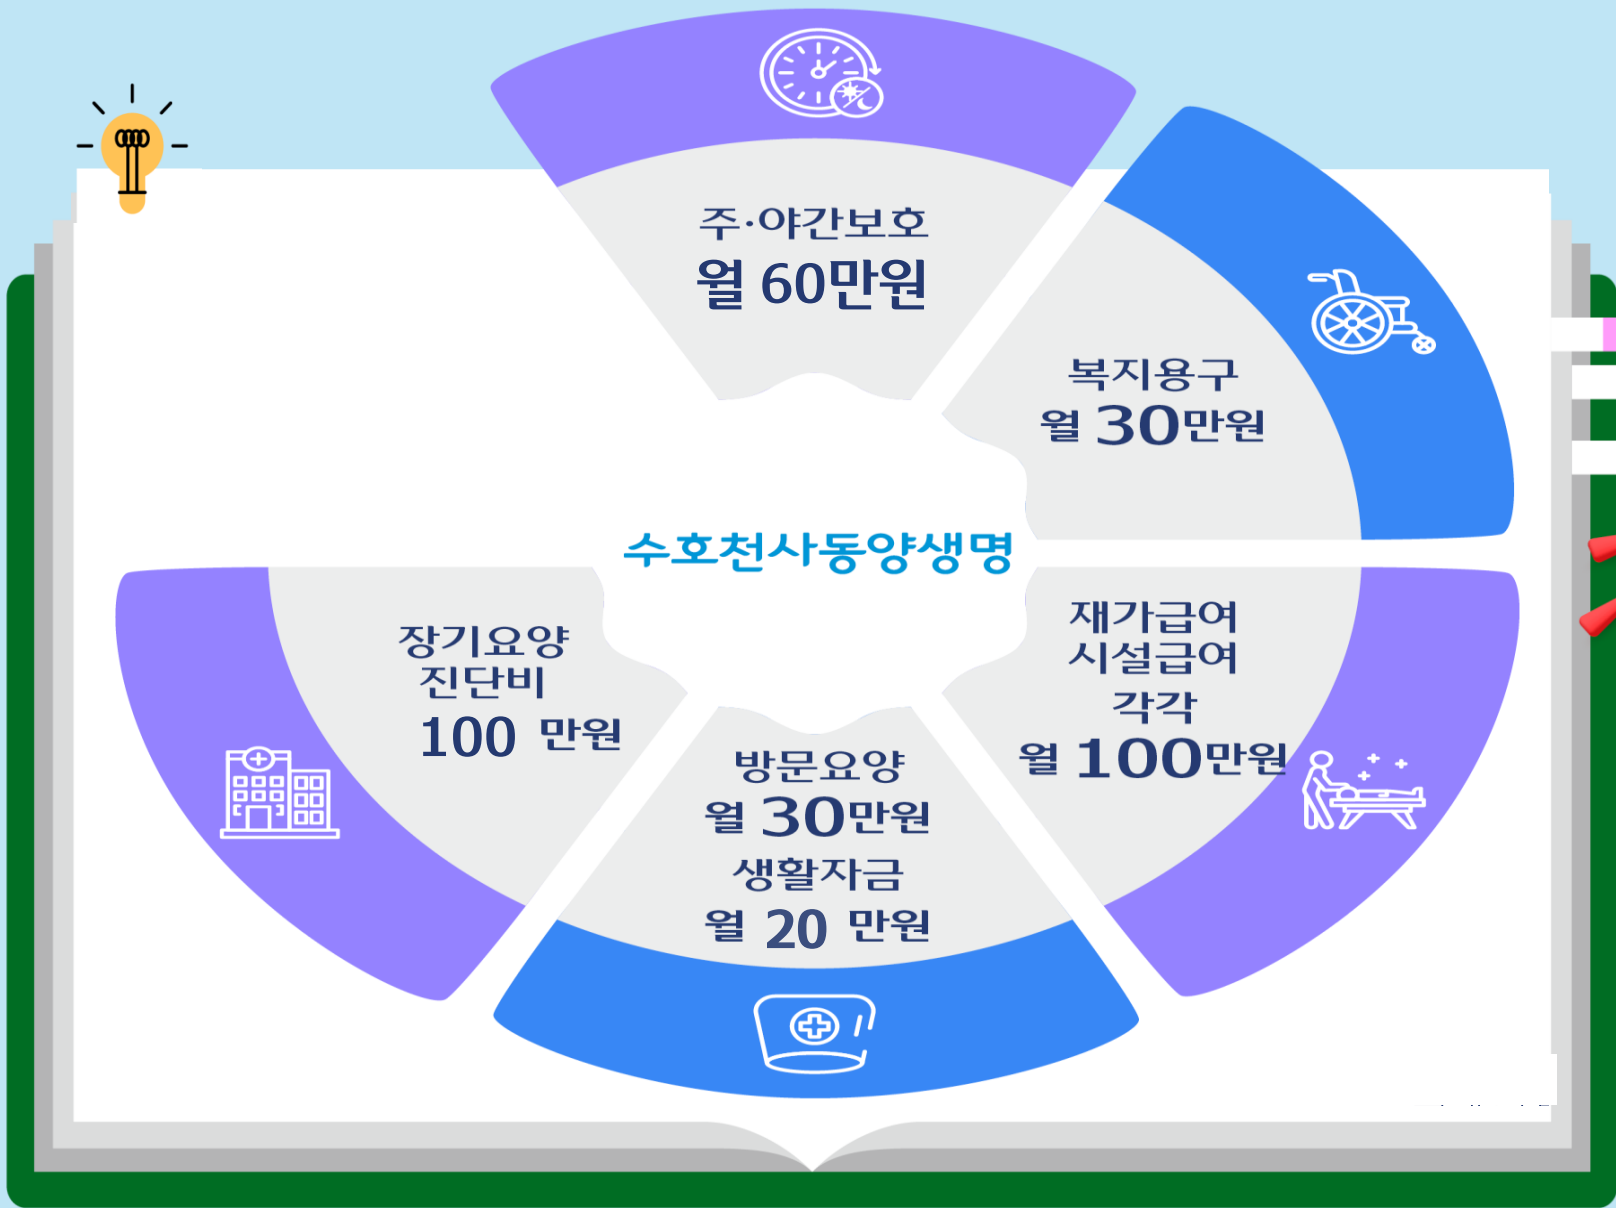 주·야간보호
월 60만원
복지용구
월 30만원
수호천사동양생명
재가급여
시설급여
각각
월 100만원
방문요양
월 30만원
생활자금
월 20 만원
장기요양
진단비
100 만원